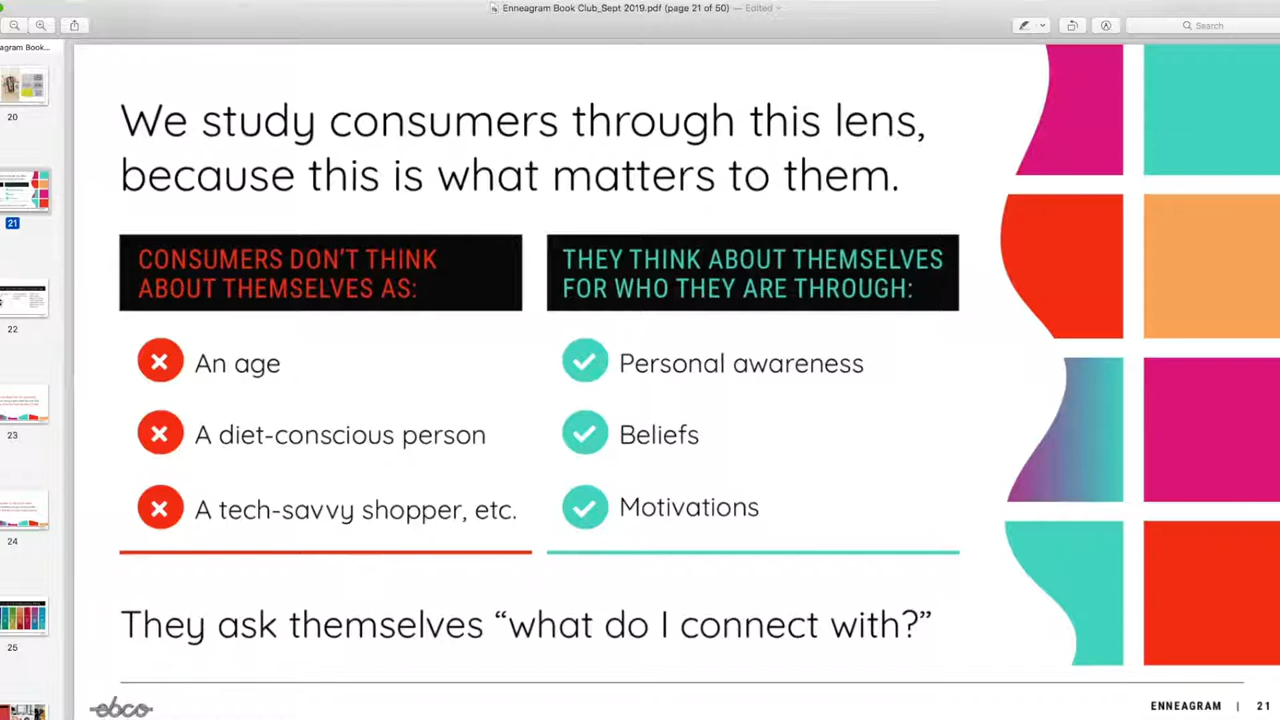 Enneagram Book Club_Sept 2019.pdf (page 21 of 50) — Edited
Search
agram Book...
20
21
22
23
24
25
We study consumers through this lens,
because this is what matters to them.
CONSUMERS DON'T THINK
ABOUT THEMSELVES AS:
An age
A diet-conscious person
A tech-savvy shopper, etc.
THEY THINK ABOUT THEMSELVES
FOR WHO THEY ARE THROUGH:
Personal awareness
Beliefs
Motivations
They ask themselves “what do I connect with?”
ebco
ENNEAGRAM | 21